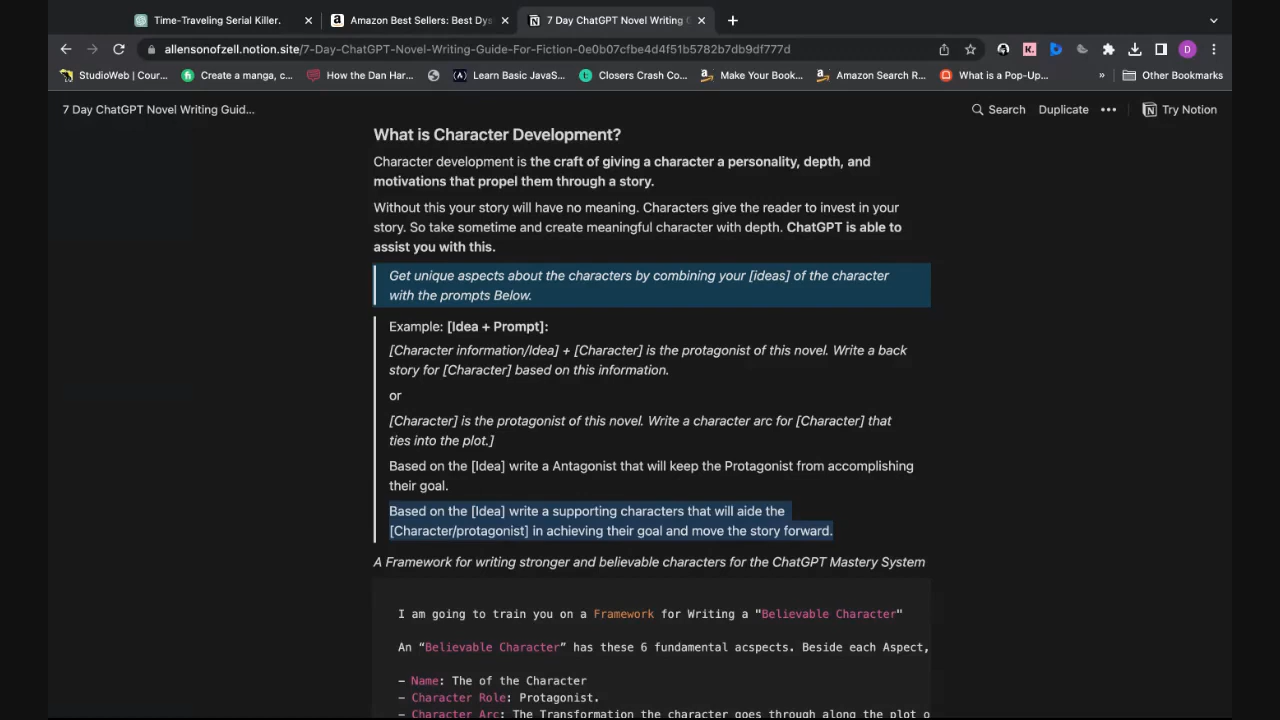 Time-Traveling Serial Killer.
Amazon Best Sellers: Best Dys
7 Day ChatGPT Novel Writing G
allensonofzell.notion.site/7-Day-ChatGPT-Novel-Writing-Guide-For-Fiction-0e0b07cfbe4d4f51b5782b7db9df777d
StudioWeb | Cour...
Create a manga, c...
How the Dan Har...
Learn Basic JavaS...
Closers Crash Co...
Make Your Book...
Amazon Search R...
What is a Pop-Up...
» Other Bookmarks
7 Day ChatGPT Novel Writing Guid...
Search
Duplicate
Try Notion
What is Character Development?
Character development is the craft of giving a character a personality, depth, and
motivations that propel them through a story.
Without this your story will have no meaning. Characters give the reader to invest in your
story. So take sometime and create meaningful character with depth. ChatGPT is able to
assist you with this.
Get unique aspects about the characters by combining your [ideas] of the character
with the prompts Below.
Example: [Idea + Prompt]:
[Character information/Idea] + [Character] is the protagonist of this novel. Write a back
story for [Character] based on this information.
or
[Character] is the protagonist of this novel. Write a character arc for [Character] that
ties into the plot.]
Based on the [Idea] write a Antagonist that will keep the Protagonist from accomplishing
their goal.
Based on the [Idea] write a supporting characters that will aide the
[Character/protagonist] in achieving their goal and move the story forward.
A Framework for writing stronger and believable characters for the ChatGPT Mastery System
I am going to train you on a Framework for Writing a "Believable Character"
An “Believable Character” has these 6 fundamental acspects. Beside each Aspect,
– Name: The of the Character
– Character Role: Protagonist.
– Character Arc: The Transformation the character goes through along the plot o